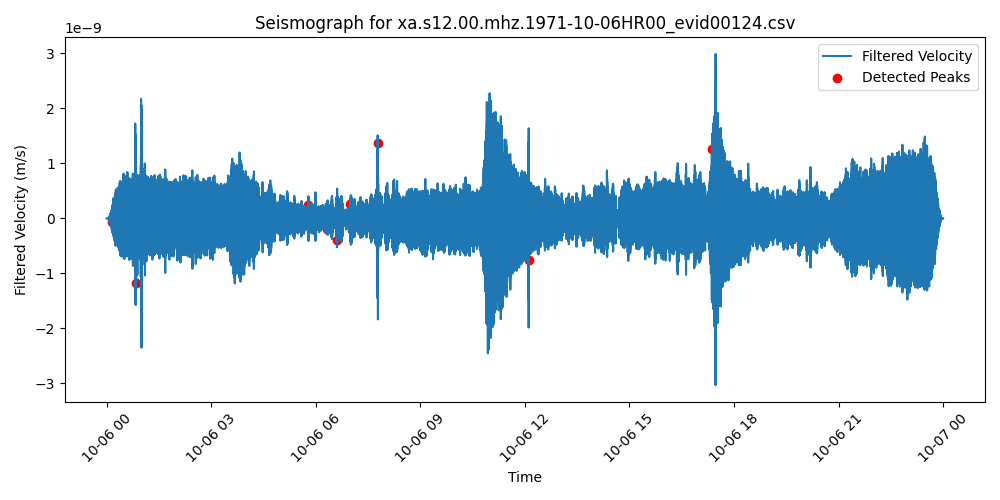 Seismograph for xa.s12.00.mhz.1971-10-06HR00_evid00124.csv
1e−9
Filtered Velocity
Detected Peaks
Filtered Velocity (m/s)
3
2
1
0
−1
−2
−3
10-06 00
10-06 03
10-06 06
10-06 09
10-06 12
10-06 15
10-06 18
10-06 21
10-07 00
Time